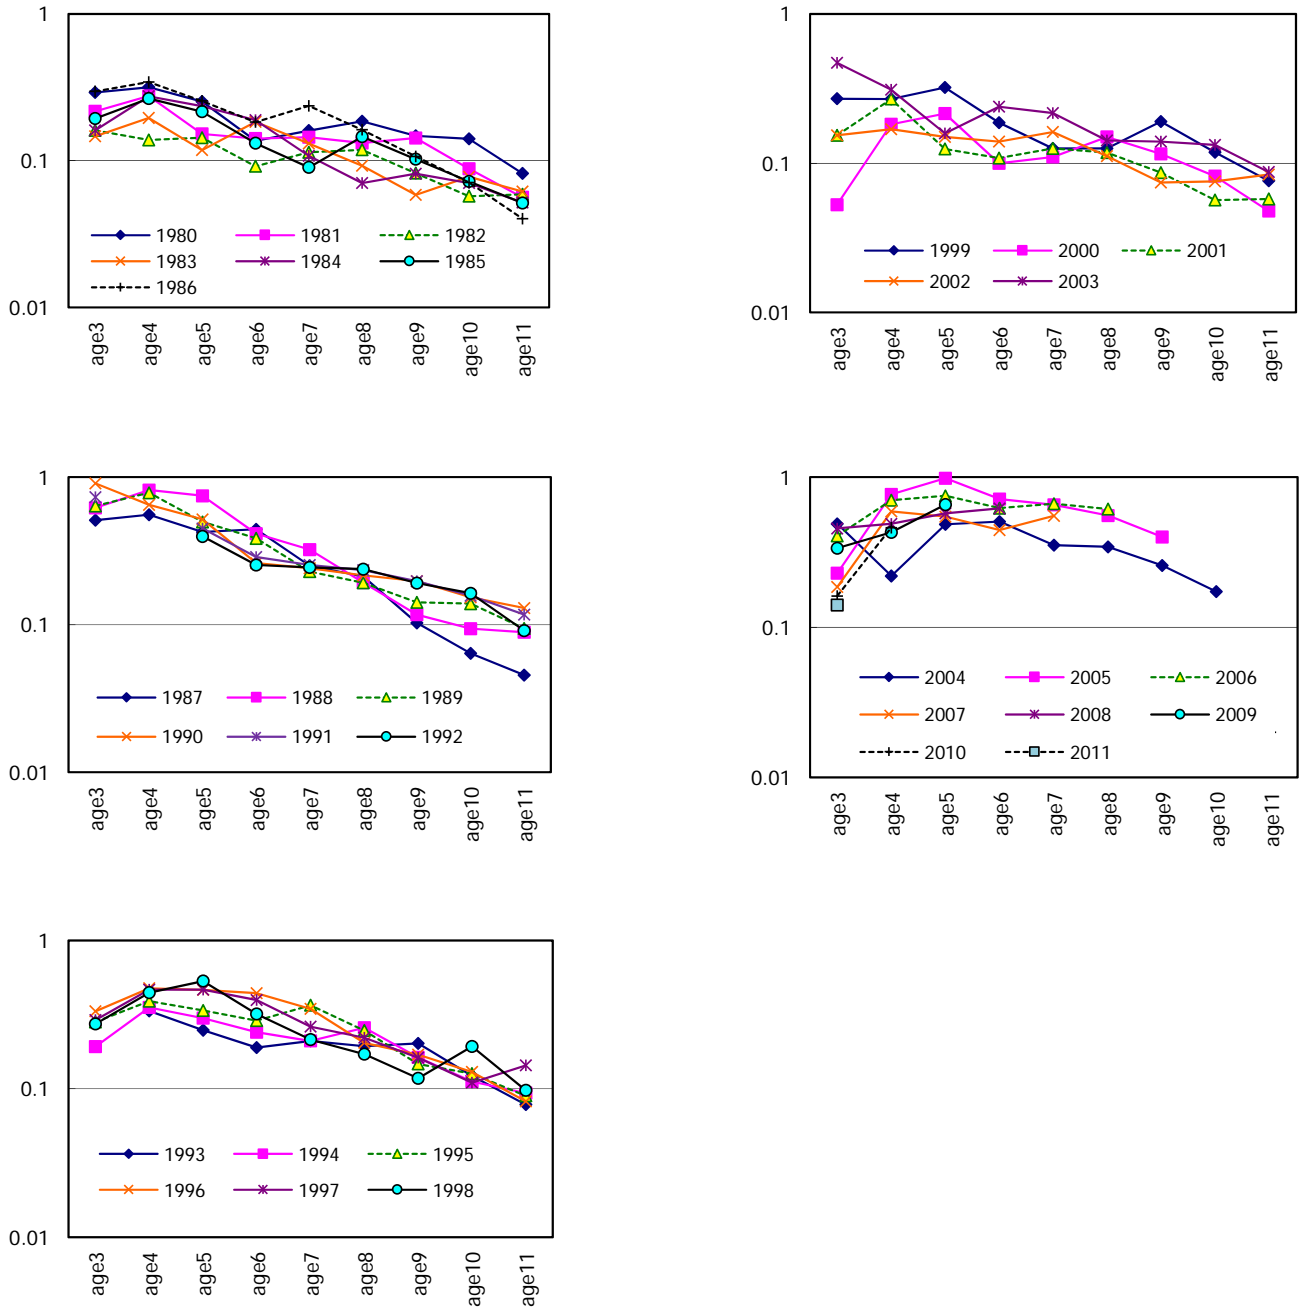 1
0.1
0.01
1980 1981 1982
1983 1984 1985
1986
age3 age4 age5 age6 age7 age8 age9 age10 age11
1
0.1
0.01
1999 2000 2001
2002 2003
age3 age4 age5 age6 age7 age8 age9 age10 age11
1
0.1
0.01
1987 1988 1989
1990 1991 1992
age3 age4 age5 age6 age7 age8 age9 age10 age11
1
0.1
0.01
2004 2005 2006
2007 2008 2009
2010 2011
age3 age4 age5 age6 age7 age8 age9 age10 age11
1
0.1
0.01
1993 1994 1995
1996 1997 1998
age3 age4 age5 age6 age7 age8 age9 age10 age11